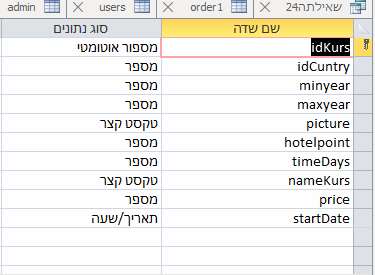 שאילתה24 order1 users admin
שם שדה סוג נתונים
idKurs מספור אוטומטי
idCuntry מספר
minyear מספר
maxyear מספר
picture טקסט קצר
hotelpoint מספר
timeDays מספר
nameKurs טקסט קצר
price מספר
startDate תאריך/שעה